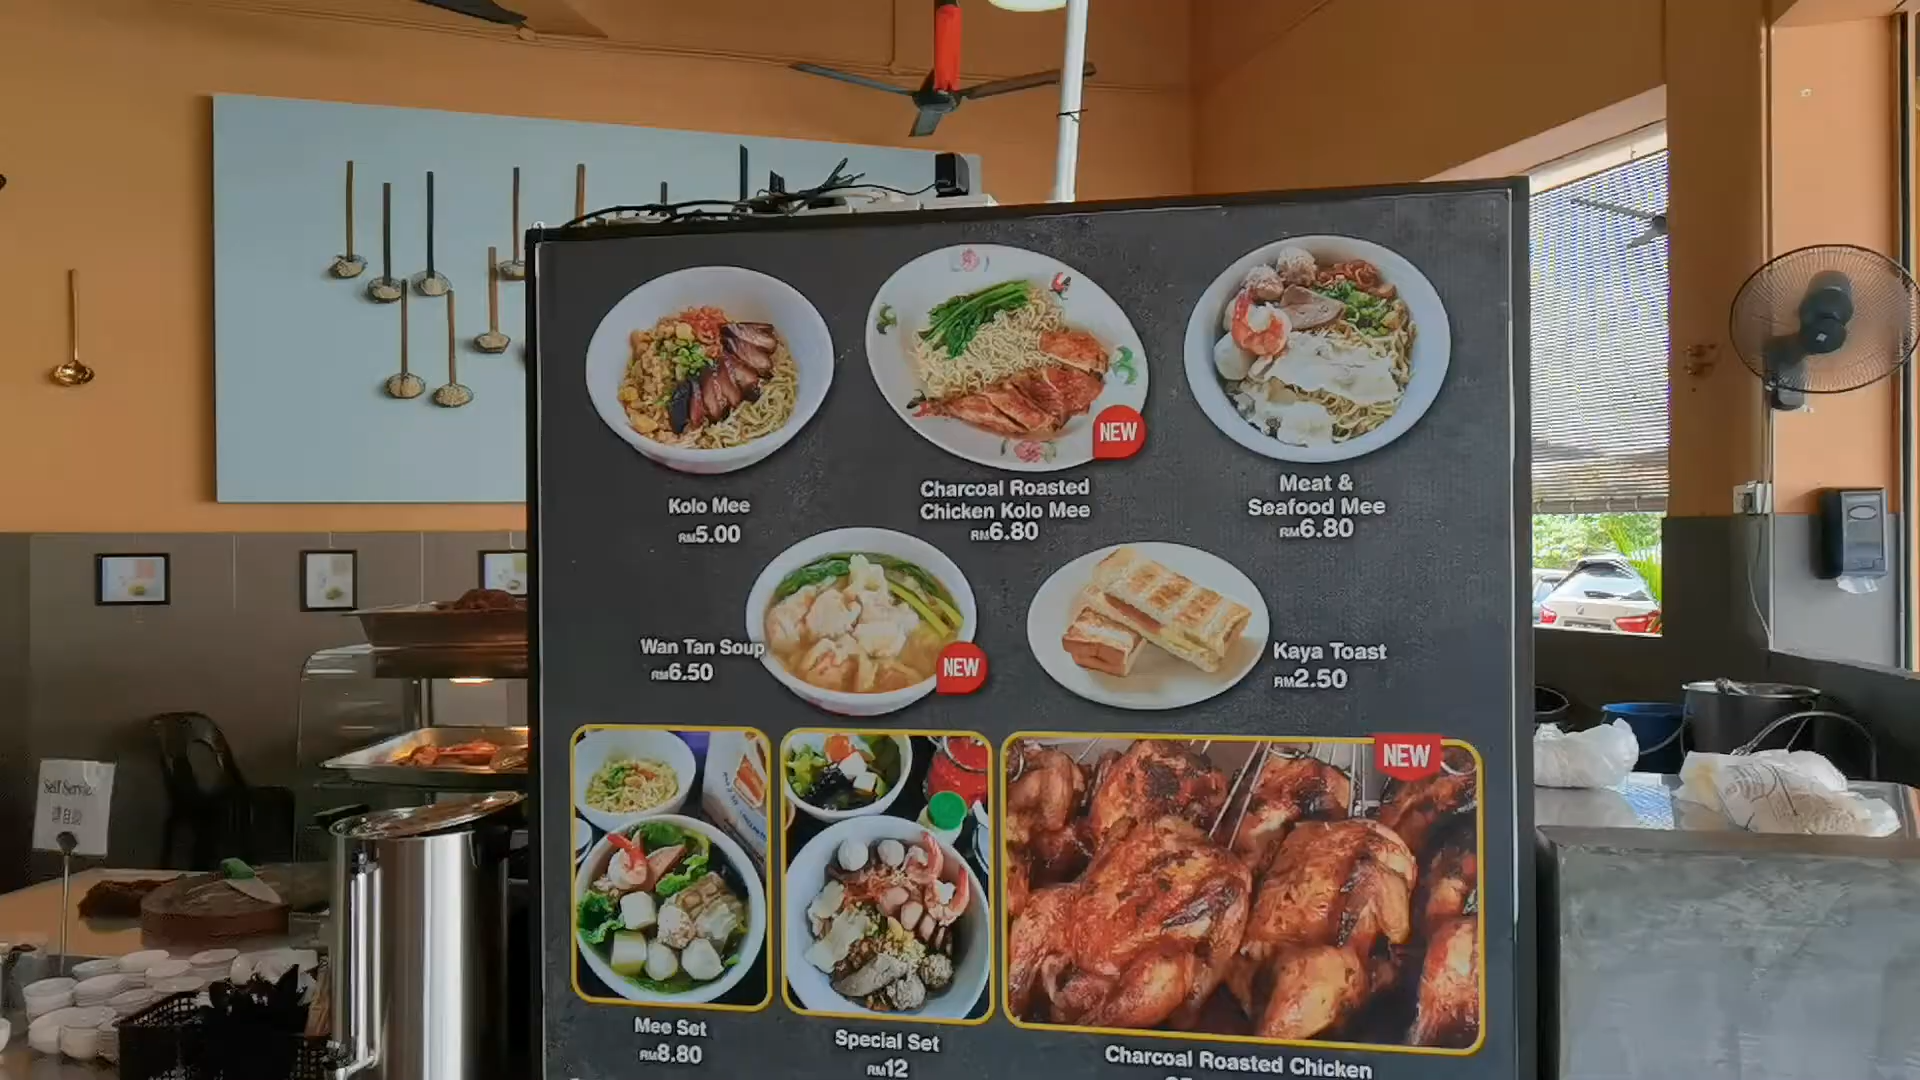 NEW
Kolo Mee
RM5.00
Charcoal Roasted
Chicken Kolo Mee
RM6.80
Meat &
Seafood Mee
RM6.80
Wan Tan Soup
RM6.50
NEW
Kaya Toast
RM2.50
NEW
Mee Set
RM8.80
Special Set
RM12
Charcoal Roasted Chicken
Self Service
請自助